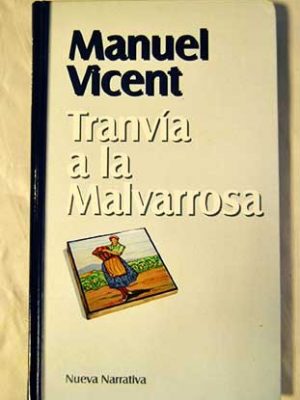 Manuel
Vicent
Tranvía
a la
Malvarrosa
Nueva Narrativa